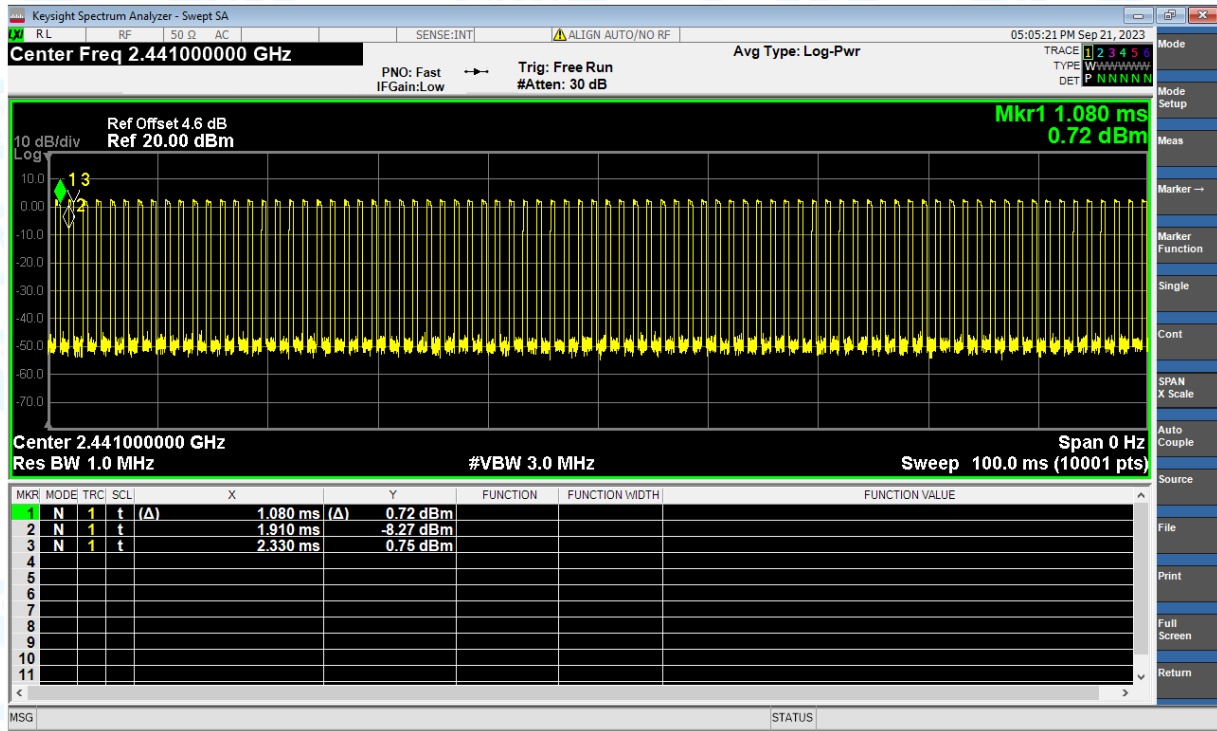 Keysight Spectrum Analyzer - Swept SA
LXI RL RF 50 Ω AC SENSE:INT ALIGN AUTO/NO RF 05:05:21 PM Sep 21, 2023
Center Freq 2.441000000 GHz
PNO: Fast
IFGain:Low
Trig: Free Run
#Atten: 30 dB
Avg Type: Log-Pwr
TRACE 1 2 3 4 5 6
TYPE WWWWWW
DET P N N N N N
Mkr1 1.080 ms
0.72 dBm
Ref Offset 4.6 dB
10 dB/div Ref 20.00 dBm
Log
10.0
0.00
-10.0
-20.0
-30.0
-40.0
-50.0
-60.0
-70.0
1 3
2
Center 2.441000000 GHz Span 0 Hz
Res BW 1.0 MHz #VBW 3.0 MHz Sweep 100.0 ms (10001 pts)
MKR MODE TRC SCL X Y FUNCTION FUNCTION WIDTH FUNCTION VALUE
1 N 1 t (Δ) 1.080 ms (Δ) 0.72 dBm
2 N 1 t 1.910 ms -8.27 dBm
3 N 1 t 2.330 ms 0.75 dBm
4
5
6
7
8
9
10
11
MSG STATUS
Mode
Mode
Setup
Meas
Marker →
Marker
Function
Single
Cont
SPAN
X Scale
Auto
Couple
Source
File
Print
Full
Screen
Return